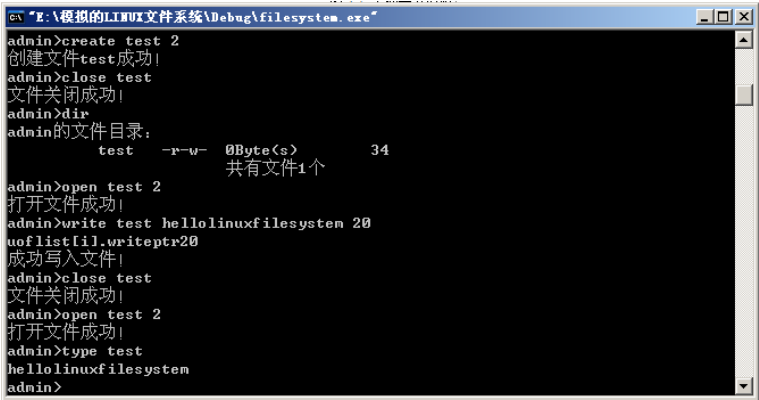 "E:\模拟的LINUX文件系统\Debug\filesystem.exe"
admin>create test 2
创建文件test成功!
admin>close test
文件关闭成功!
admin>dir
admin的文件目录:
test -r-w- 0Byte(s) 34
共有文件1个
admin>open test 2
打开文件成功!
admin>write test hellolinuxfilesystem 20
uoflist[i].writeptr20
成功写入文件!
admin>close test
文件关闭成功!
admin>open test 2
打开文件成功!
admin>type test
hellolinuxfilesystem
admin>